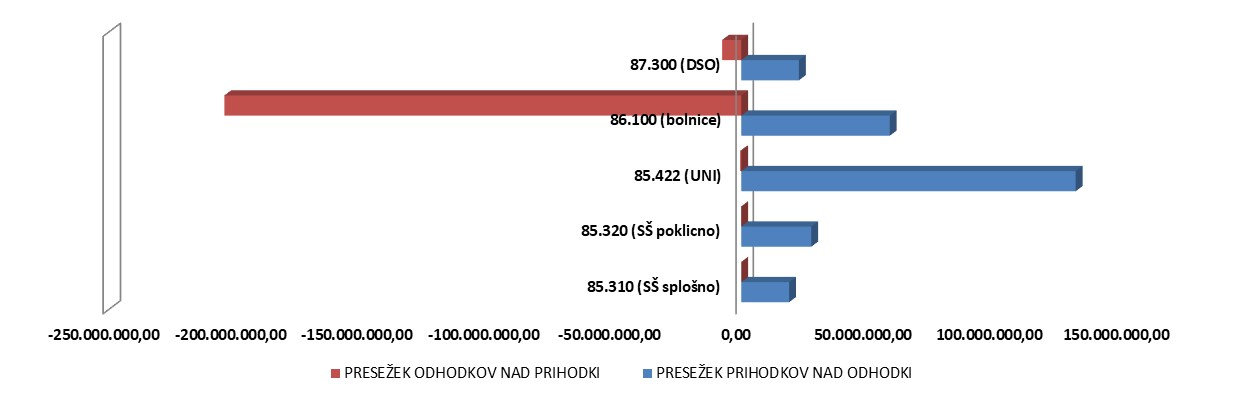 87.300 (DSO)
86.100 (bolnice)
85.422 (UNI)
85.320 (SŠ poklicno)
85.310 (SŠ splošno)
-250.000.000,00 -200.000.000,00 -150.000.000,00 -100.000.000,00 -50.000.000,00 0,00 50.000.000,00 100.000.000,00 150.000.000,00
PRESEŽEK ODHODKOV NAD PRIHODKI PRESEŽEK PRIHODKOV NAD ODHODKI